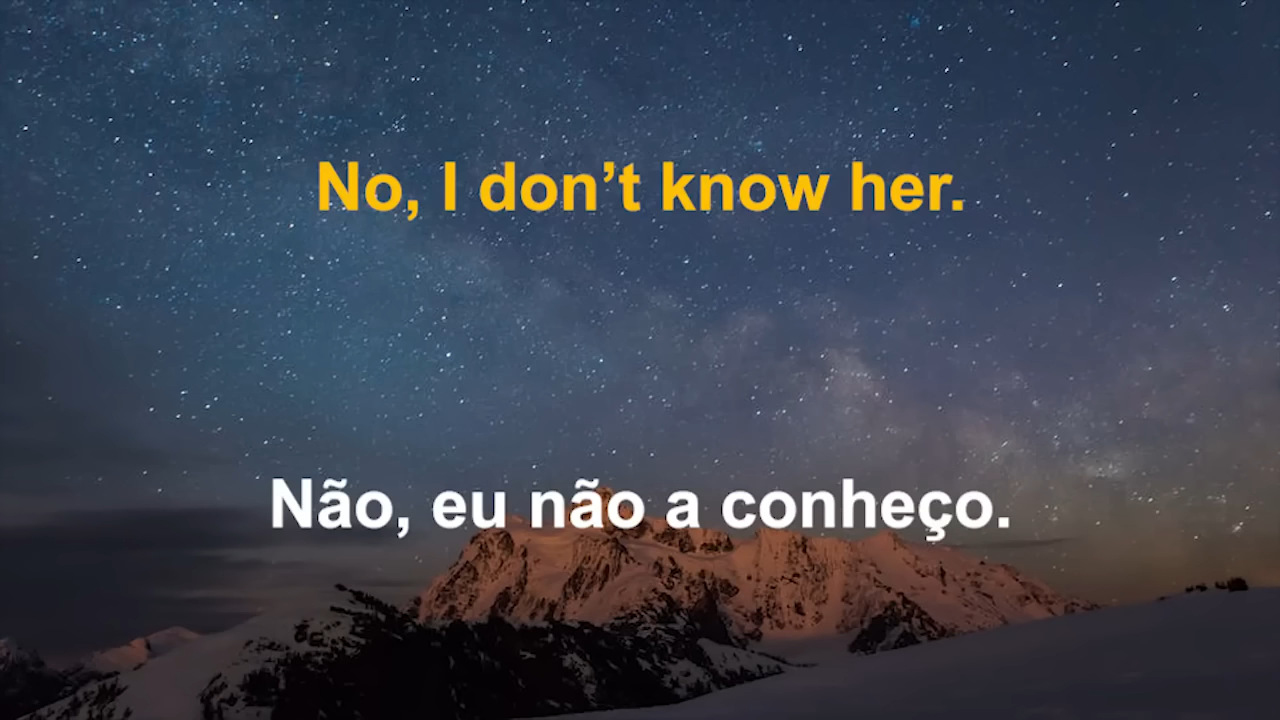 No, I don’t know her.
Não, eu não a conheço.